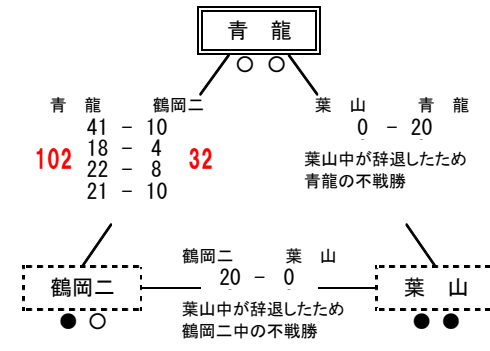 青 龍
○ ○
青 龍 鶴岡二
41 - 10
18 - 4
22 - 8
21 - 10
102 32
葉 山 青 龍
0 - 20
葉山中が辞退したため
青龍の不戦勝
鶴岡二
● ○
鶴岡二 葉 山
20 - 0
葉山中が辞退したため
鶴岡二中の不戦勝
葉 山
● ●